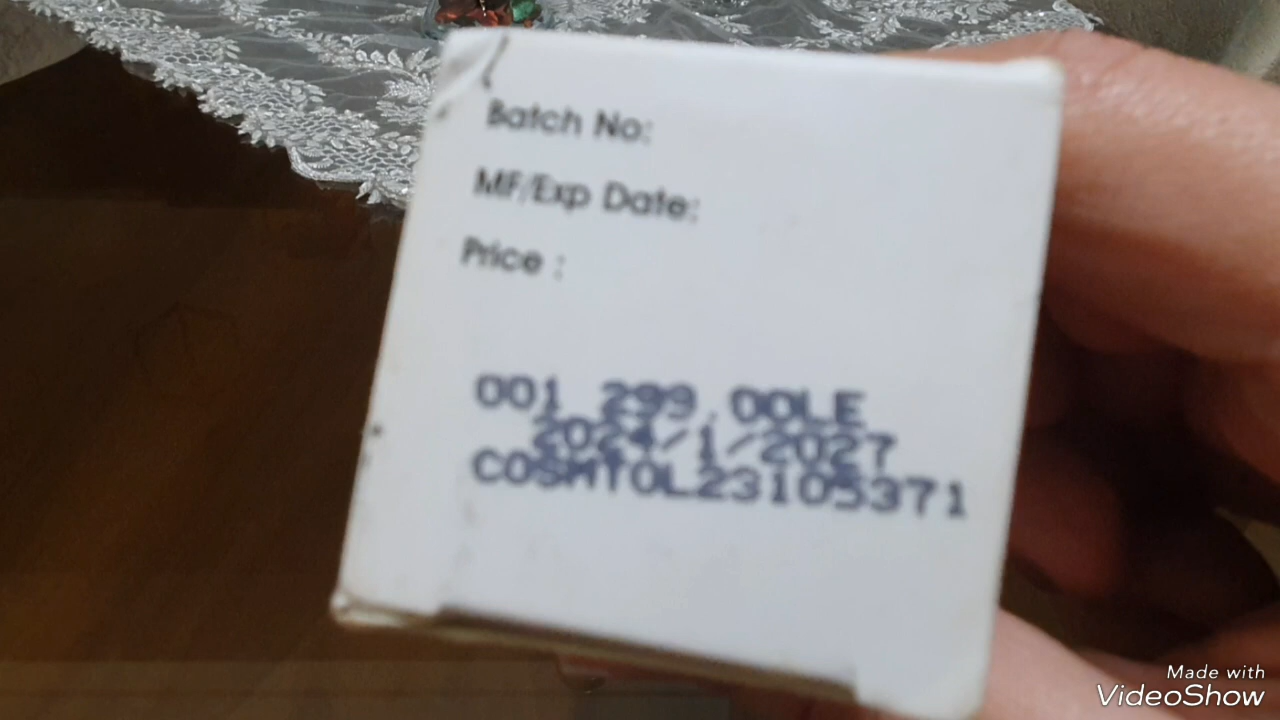 Batch No:
MF/Exp Date:
Price :
001 299.00LE
2024/1/2027
COSMTOL23105371
Made with
VideoShow